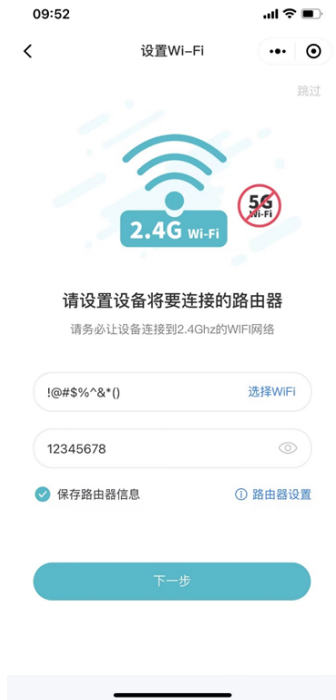 09:52
设置Wi-Fi
跳过
2.4G Wi-Fi
5G
Wi-Fi
请设置设备将要连接的路由器
请务必让设备连接到2.4Ghz的WIFI网络
!@#$%^&*()
选择WiFi
12345678
保存路由器信息
路由器设置
下一步